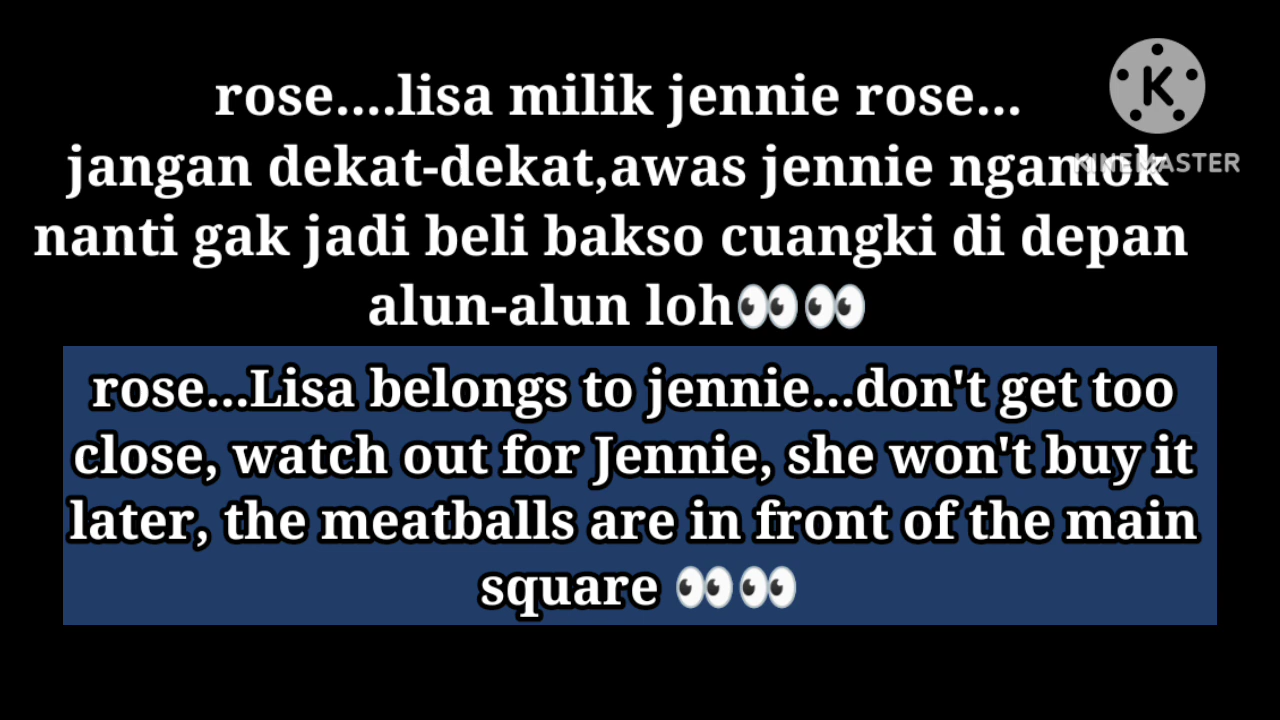 rose....lisa milik jennie rose...
jangan dekat-dekat,awas jennie ngamok
nanti gak jadi beli bakso cuangki di depan
alun-alun loh👀👀
rose...Lisa belongs to jennie...don't get too
close, watch out for Jennie, she won't buy it
later, the meatballs are in front of the main
square 👀👀
K
KINEMASTER